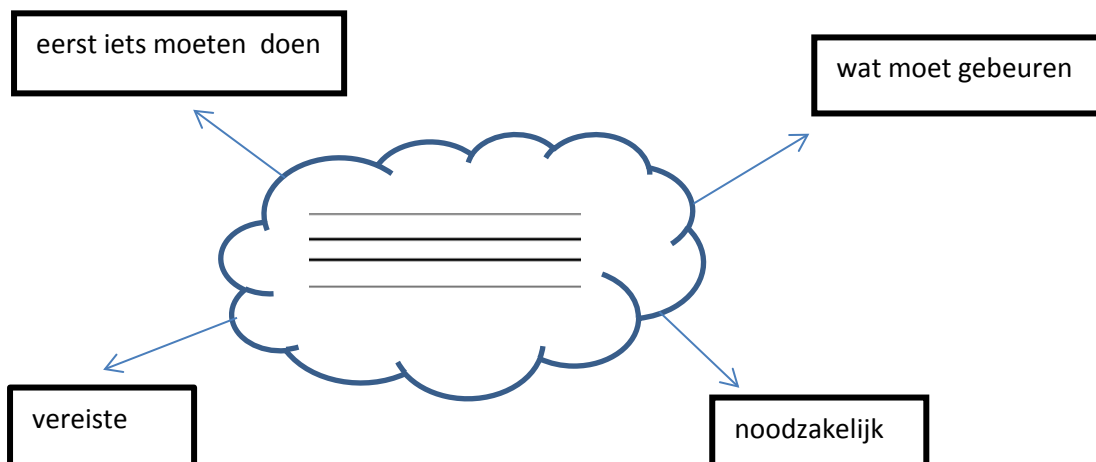 eerst iets moeten doen
wat moet gebeuren
vereiste
noodzakelijk